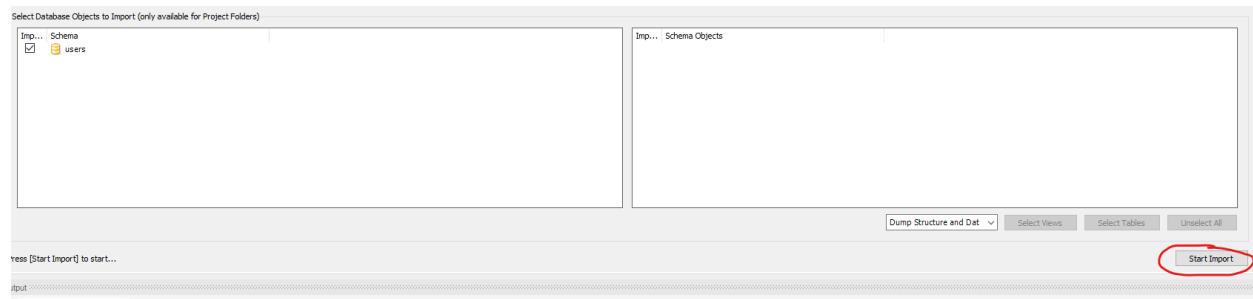 Select Database Objects to Import (only available for Project Folders)
Imp... Schema
users
Imp... Schema Objects
Dump Structure and Dat
Select Views
Select Tables
Unselect All
ress [Start Import] to start...
Start Import
utput